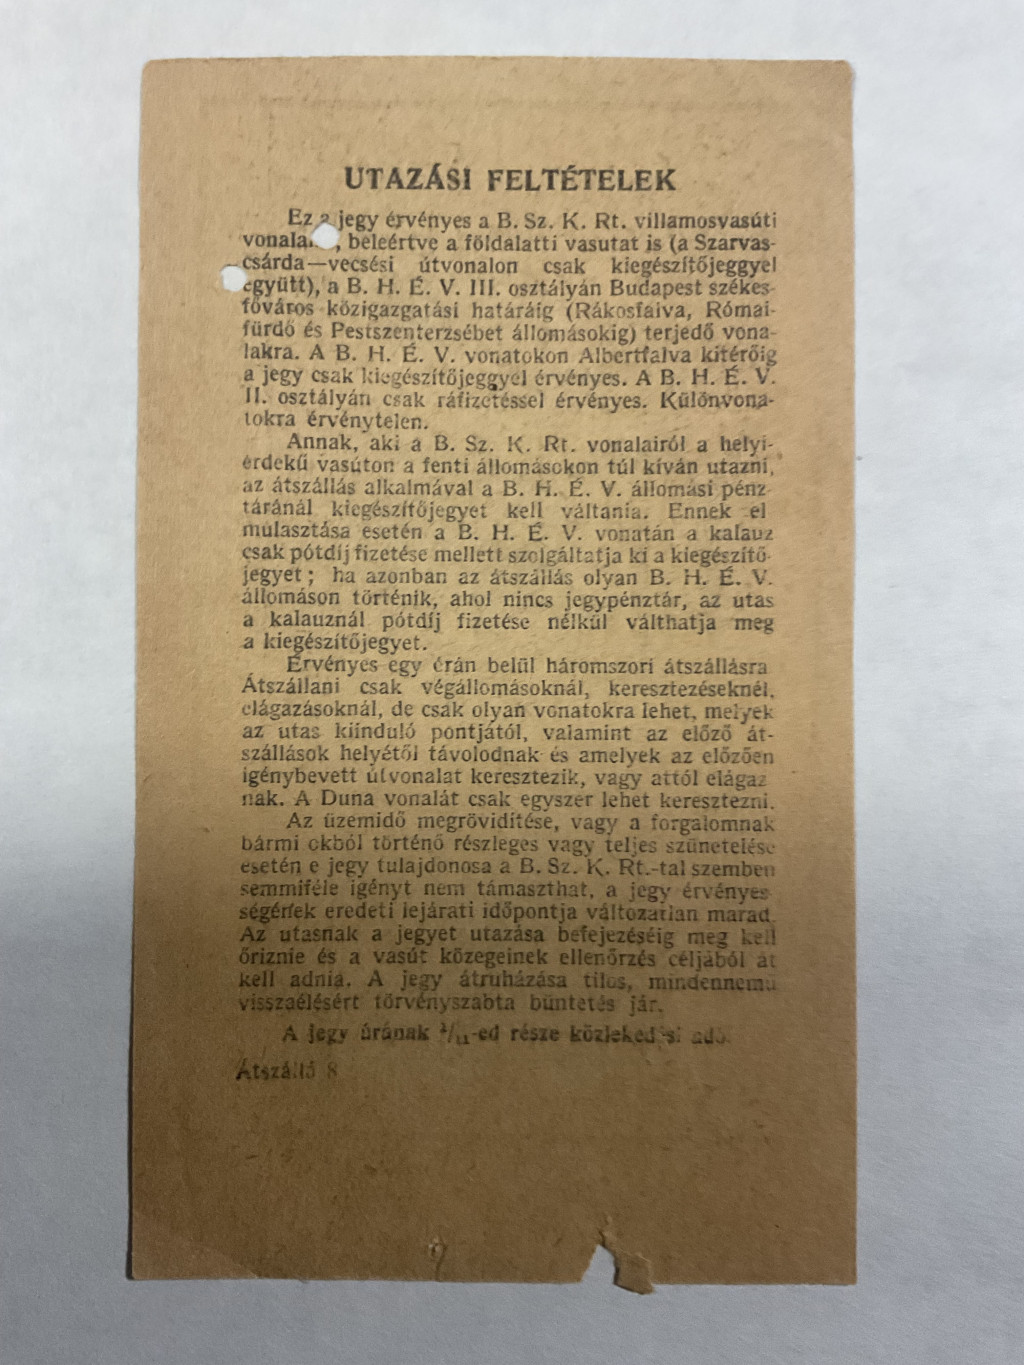 UTAZÁSI FELTÉTELEK
Ez a jegy érvényes a B. Sz. K. Rt. villamosvasúti
beleértve a földalatti vasutat is (a Szarvas-
csárda—vecsési útvonalon csak kiegészítőjeggyel
együtt), a B. H. É. V. III. osztályán Budapest székes-
főváros közigazgatási határáig (Rákosfalva, Római-
fürdő és Pestszenterzsébet állomásokig) terjedő vona-
lakra. A B. H. É. V. vonatokon Albertfalva kitérőig
a jegy csak kiegészítőjeggyel érvényes. A B. H. É. V.
II. osztályán csak ráfizetéssel érvényes. Különvona-
tokra érvénytelen.
Annak, aki a B. Sz. K. Rt. vonalairól a helyi-
érdekű vasúton a fenti állomásokon túl kíván utazni,
az átszállás alkalmával a B. H. É. V. állomási pénz
táránál kiegészítőjegyet kell váltania. Ennek el
mulasztása esetén a B. H. É. V. vonatán a kalauz
csak pótdíj fizetése mellett szolgáltatja ki a kiegészítő-
jegyet; ha azonban az átszállás olyan B. H. É. V.
állomáson történik, ahol nincs jegypénztár, az utas
a kalauznál pótdíj fizetése nélkül válthatja meg
a kiegészítőjegyet.
Érvényes egy órán belül háromszori átszállásra
Átszállani csak végállomásoknál, keresztezéseknél,
elágazásoknál, de csak olyan vonatokra lehet, melyek
az utas kiinduló pontjától, valamint az előző át-
szállások helyétől távolodnak és amelyek az előzően
igénybevett útvonalat keresztezik, vagy attól elágaz
nak. A Duna vonalát csak egyszer lehet keresztezni.
Az üzemidő megrövidítése, vagy a forgalomnak
bármi okból történő részleges vagy teljes szünetelése
esetén e jegy tulajdonosa a B. Sz. K. Rt.-tal szemben
semmiféle igényt nem támaszthat, a jegy érvényes-
ségének eredeti lejárati időpontja változatlan marad.
Az utasnak a jegyet utazása befejezéséig meg kell
őriznie és a vasút közegeinek ellenőrzés céljából át
kell adnia. A jegy átruházása tilos, mindennemű
visszaélésért törvényszabta büntetés jár.
A jegy árának 1/11-ed része közlekedési adó.
Átszálló 8